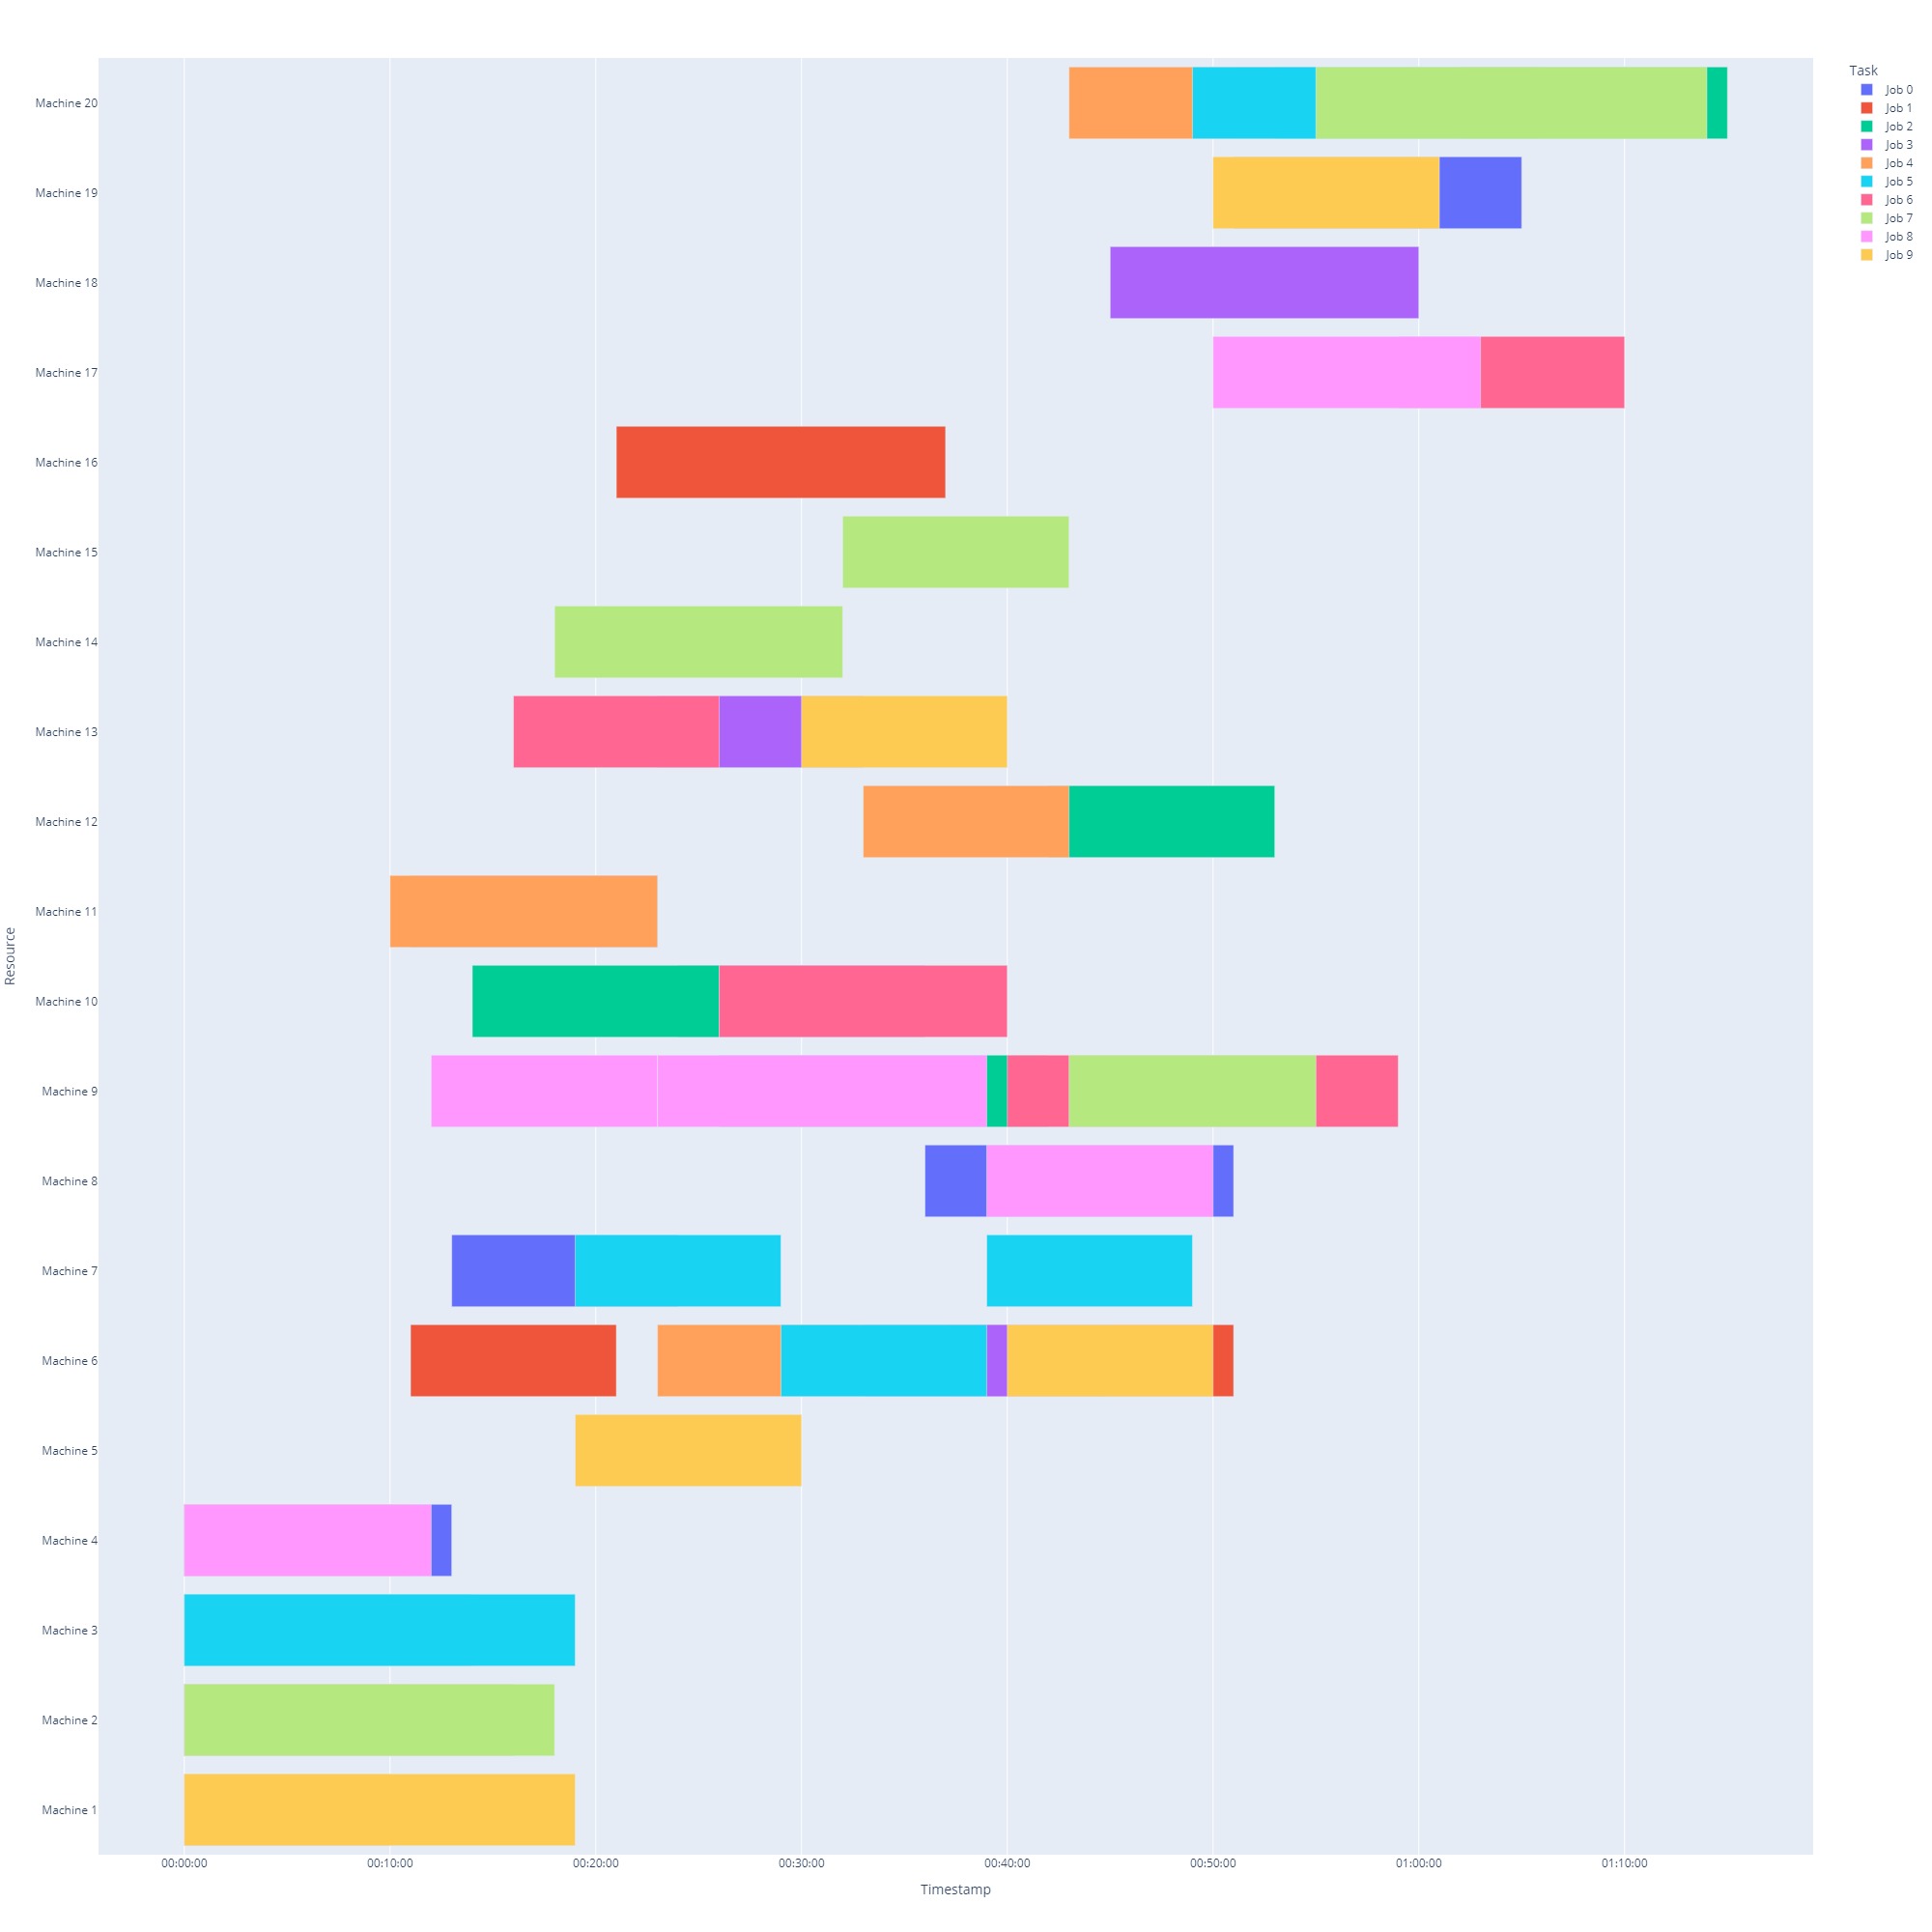 Task
Job 0
Job 1
Job 2
Job 3
Job 4
Job 5
Job 6
Job 7
Job 8
Job 9
Machine 20
Machine 19
Machine 18
Machine 17
Machine 16
Machine 15
Machine 14
Machine 13
Machine 12
Machine 11
Machine 10
Machine 9
Machine 8
Machine 7
Machine 6
Machine 5
Machine 4
Machine 3
Machine 2
Machine 1
Resource
00:00:00 00:10:00 00:20:00 00:30:00 00:40:00 00:50:00 01:00:00 01:10:00
Timestamp